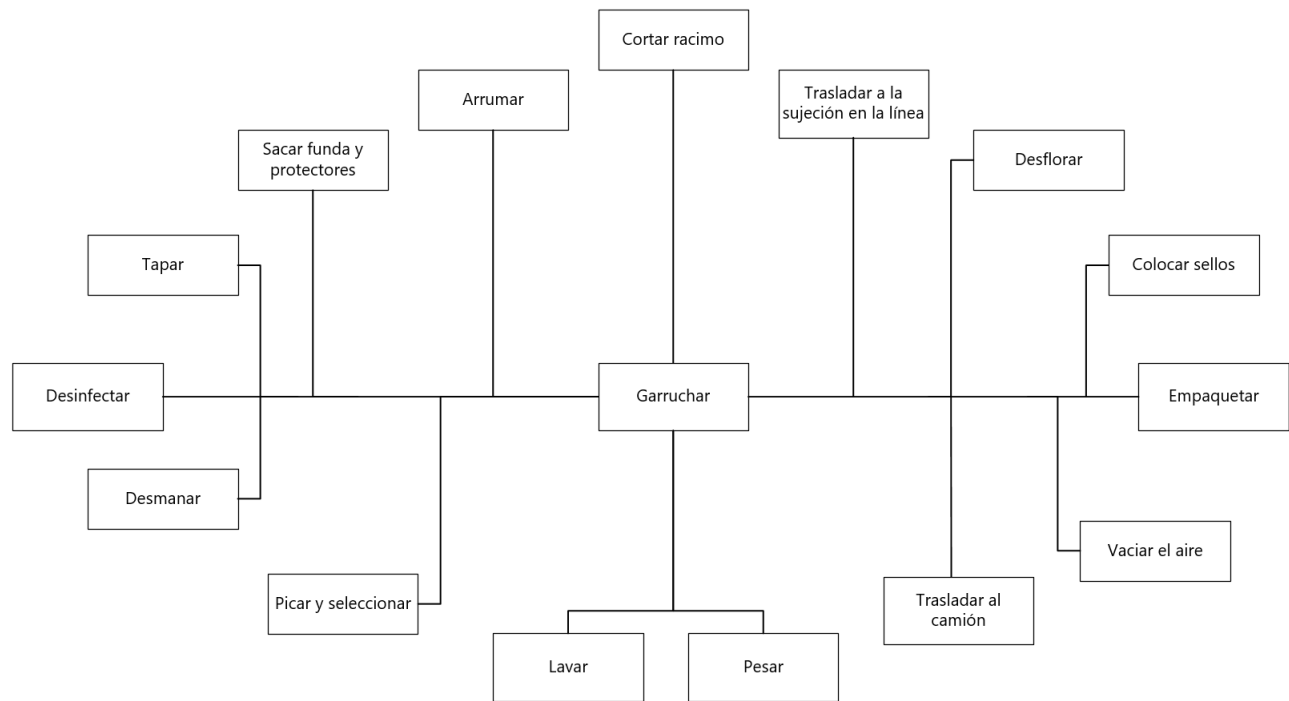 Cortar racimo
Arrumar
Trasladar a la
sujeción en la línea
Sacar funda y
protectores
Desflorar
Tapar
Colocar sellos
Desinfectar
Garruchar
Empaquetar
Desmanar
Vaciar el aire
Picar y seleccionar
Trasladar al
camión
Lavar
Pesar